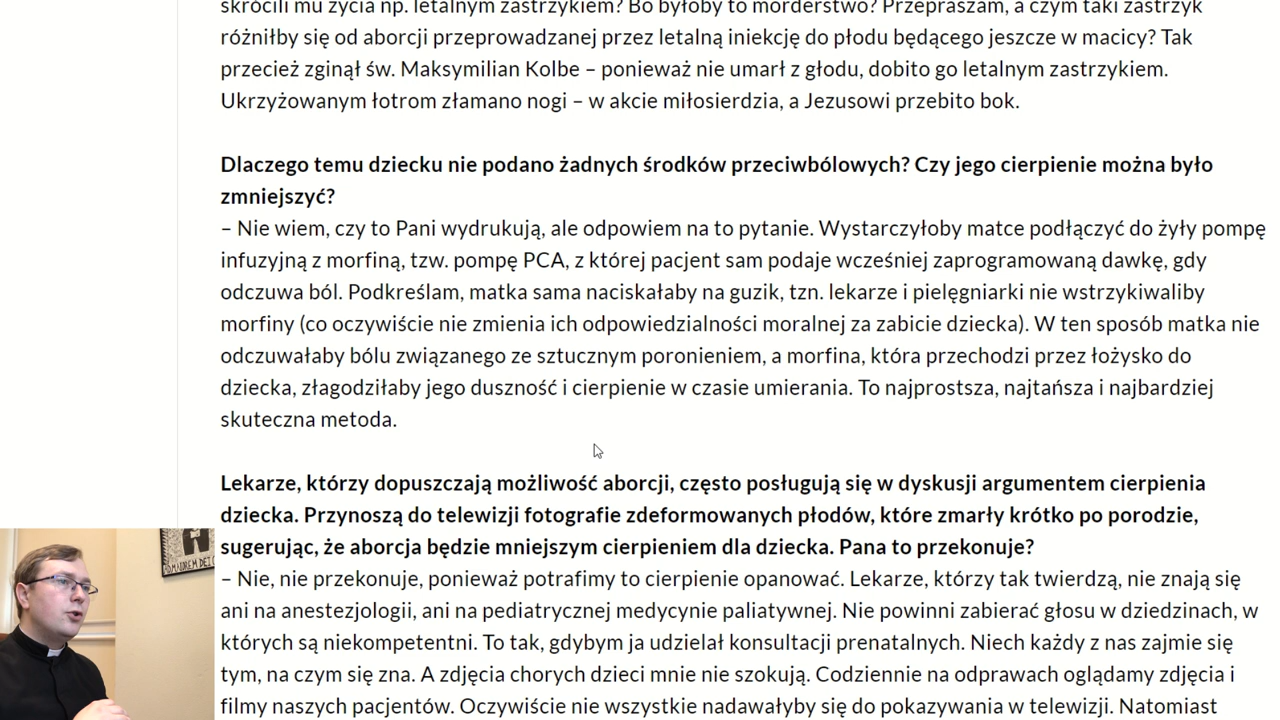 skrócili mu życia np. letalnym zastrzykiem? Bo byłoby to morderstwo? Przepraszam, a czym taki zastrzyk
różniłby się od aborcji przeprowadzanej przez letalną iniekcję do płodu będącego jeszcze w macicy? Tak
przecież zginął św. Maksymilian Kolbe – ponieważ nie umarł z głodu, dobito go letalnym zastrzykiem.
Ukrzyżowanym łotrom złamano nogi – w akcie miłosierdzia, a Jezusowi przebito bok.
Dlaczego temu dziecku nie podano żadnych środków przeciwbólowych? Czy jego cierpienie można było
zmniejszyć?
– Nie wiem, czy to Pani wydrukują, ale odpowiem na to pytanie. Wystarczyłoby matce podłączyć do żyły pompę
infuzyjną z morfiną, tzw. pompę PCA, z której pacjent sam podaje wcześniej zaprogramowaną dawkę, gdy
odczuwa ból. Podkreślam, matka sama naciskałaby na guzik, tzn. lekarze i pielęgniarki nie wstrzykiwaliby
morfiny (co oczywiście nie zmienia ich odpowiedzialności moralnej za zabicie dziecka). W ten sposób matka nie
odczuwałaby bólu związanego ze sztucznym poronieniem, a morfina, która przechodzi przez łożysko do
dziecka, złagodziłaby jego duszność i cierpienie w czasie umierania. To najprostsza, najtańsza i najbardziej
skuteczna metoda.
Lekarze, którzy dopuszczają możliwość aborcji, często posługują się w dyskusji argumentem cierpienia
dziecka. Przynoszą do telewizji fotografie zdeformowanych płodów, które zmarły krótko po porodzie,
sugerując, że aborcja będzie mniejszym cierpieniem dla dziecka. Pana to przekonuje?
– Nie, nie przekonuje, ponieważ potrafimy to cierpienie opanować. Lekarze, którzy tak twierdzą, nie znają się
ani na anestezjologii, ani na pediatrycznej medycynie paliatywnej. Nie powinni zabierać głosu w dziedzinach, w
których są niekompetentni. To tak, gdybym ja udzielał konsultacji prenatalnych. Niech każdy z nas zajmie się
tym, na czym się zna. A zdjęcia chorych dzieci mnie nie szokują. Codziennie na odprawach oglądamy zdjęcia i
filmy naszych pacjentów. Oczywiście nie wszystkie nadawałyby się do pokazywania w telewizji. Natomiast